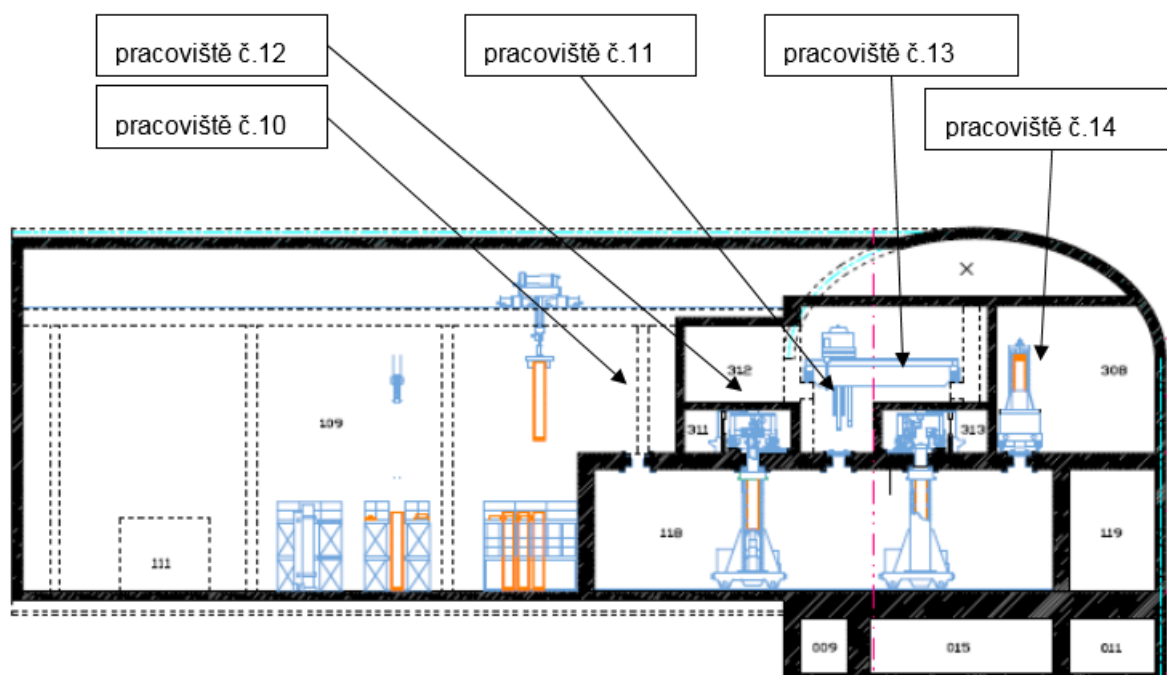 pracoviště č.12
pracoviště č.11
pracoviště č.13
pracoviště č.10
pracoviště č.14
312
308
311
313
109
118
119
111
009
015
011